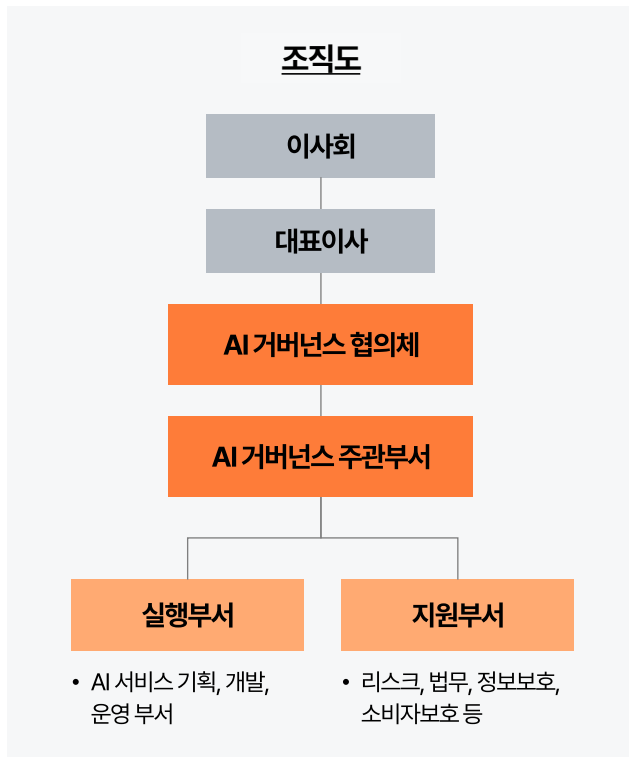 조직도
이사회
대표이사
AI 거버넌스 협의체
AI 거버넌스 주관부서
실행부서
• AI 서비스 기획, 개발,
운영 부서
지원부서
• 리스크, 법무, 정보보호,
소비자보호 등